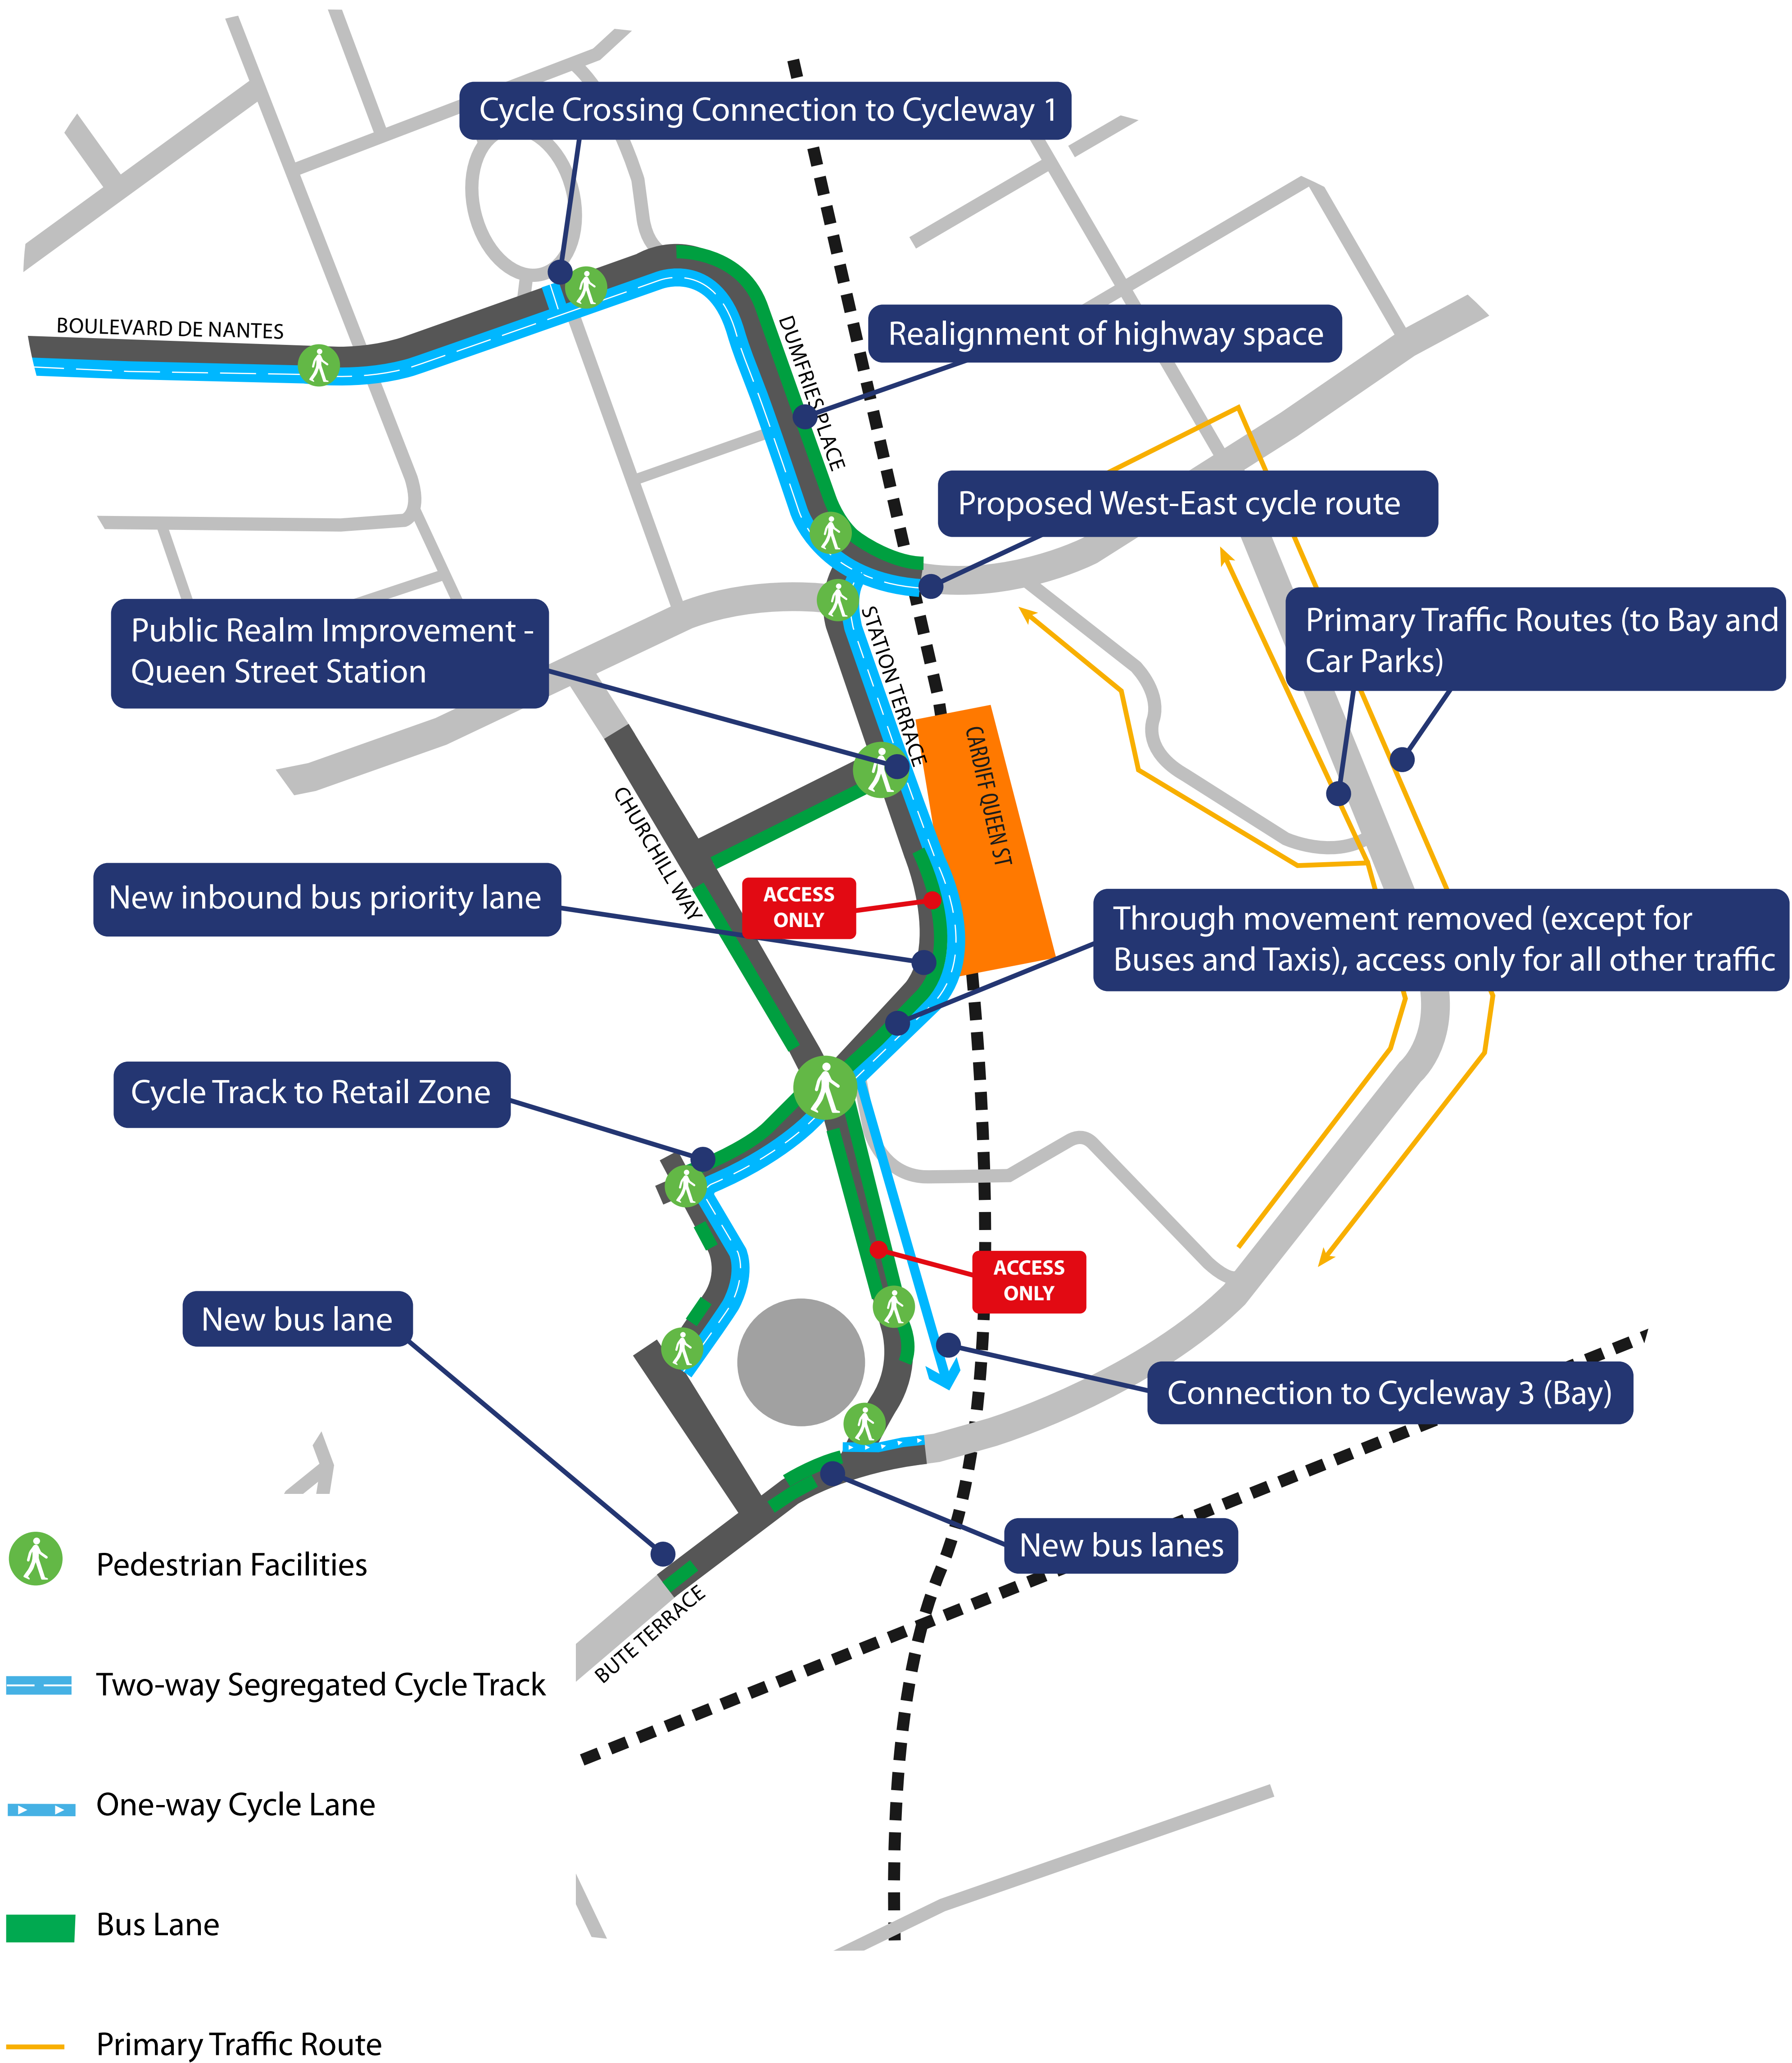 Cycle Crossing Connection to Cycleway 1
BOULEVARD DE NANTES
DUMFRIES PLACE
Realignment of highway space
Proposed West-East cycle route
Public Realm Improvement -
Queen Street Station
STATION TERRACE
Primary Traffic Routes (to Bay and
Car Parks)
CARDIFF QUEEN ST
CHURCHILL WAY
New inbound bus priority lane
ACCESS
ONLY
Through movement removed (except for
Buses and Taxis), access only for all other traffic
Cycle Track to Retail Zone
ACCESS
ONLY
New bus lane
Connection to Cycleway 3 (Bay)
New bus lanes
BUTE TERRACE
Pedestrian Facilities
Two-way Segregated Cycle Track
One-way Cycle Lane
Bus Lane
Primary Traffic Route